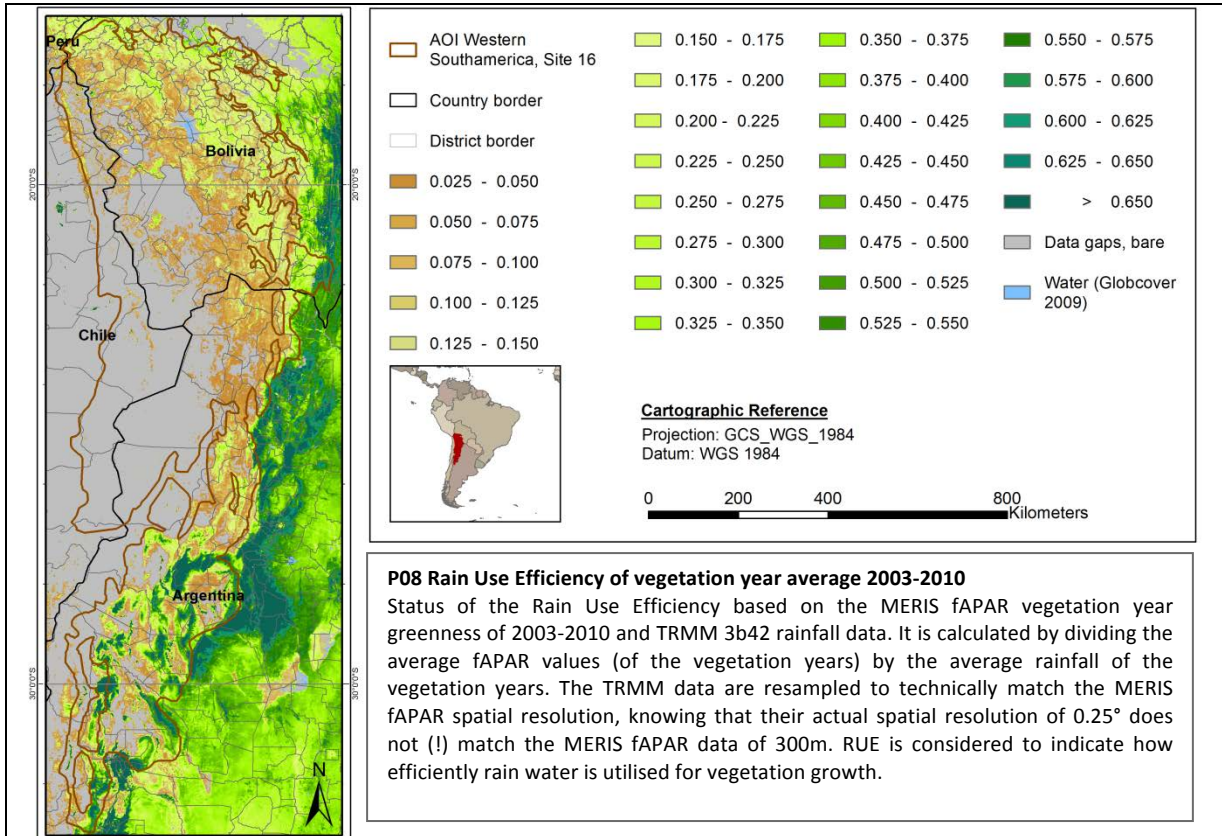 Peru
Bolivia
Chile
Argentina
20°0'0"S
20°0'0"S
30°0'0"S
30°0'0"S
N
AOI Western
Southamerica, Site 16
Country border
District border
0.025 - 0.050
0.050 - 0.075
0.075 - 0.100
0.100 - 0.125
0.125 - 0.150
0.150 - 0.175
0.175 - 0.200
0.200 - 0.225
0.225 - 0.250
0.250 - 0.275
0.275 - 0.300
0.300 - 0.325
0.325 - 0.350
0.350 - 0.375
0.375 - 0.400
0.400 - 0.425
0.425 - 0.450
0.450 - 0.475
0.475 - 0.500
0.500 - 0.525
0.525 - 0.550
0.550 - 0.575
0.575 - 0.600
0.600 - 0.625
0.625 - 0.650
> 0.650
Data gaps, bare
Water (Globcover
2009)
Cartographic Reference
Projection: GCS_WGS_1984
Datum: WGS 1984
0 200 400 800
Kilometers
P08 Rain Use Efficiency of vegetation year average 2003-2010
Status of the Rain Use Efficiency based on the MERIS fAPAR vegetation year
greenness of 2003-2010 and TRMM 3b42 rainfall data. It is calculated by dividing the
average fAPAR values (of the vegetation years) by the average rainfall of the
vegetation years. The TRMM data are resampled to technically match the MERIS
fAPAR spatial resolution, knowing that their actual spatial resolution of 0.25° does
not (!) match the MERIS fAPAR data of 300m. RUE is considered to indicate how
efficiently rain water is utilised for vegetation growth.